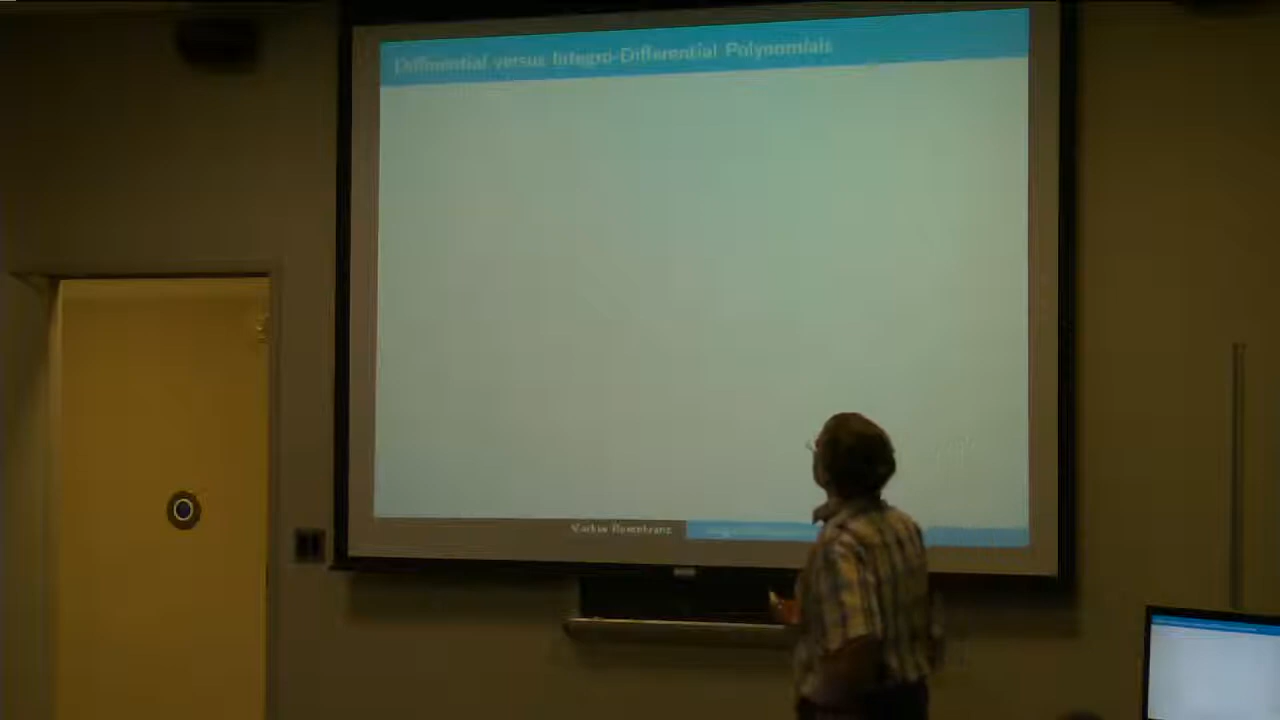 Differential versus Integro-Differential Polynomials
Markus Rosenkranz